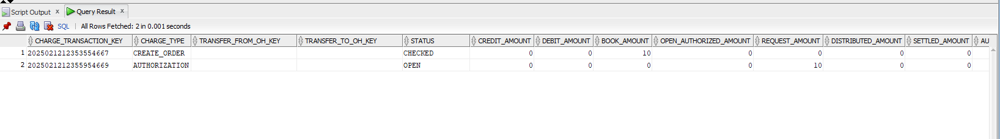 Script Output x Query Result x
SQL | All Rows Fetched: 2 in 0.001 seconds
CHARGE_TRANSACTION_KEY CHARGE_TYPE TRANSFER_FROM_OH_KEY TRANSFER_TO_OH_KEY STATUS CREDIT_AMOUNT DEBIT_AMOUNT BOOK_AMOUNT OPEN_AUTHORIZED_AMOUNT REQUEST_AMOUNT DISTRIBUTED_AMOUNT SETTLED_AMOUNT AU
1 2025021212353554667 CREATE_ORDER CHECKED 0 0 10 0 0 0 0
2 2025021212355954669 AUTHORIZATION OPEN 0 0 0 0 10 0 0